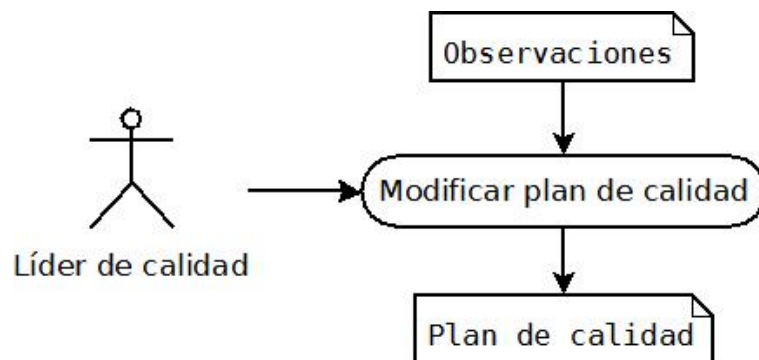 Observaciones
Modificar plan de calidad
Líder de calidad
Plan de calidad